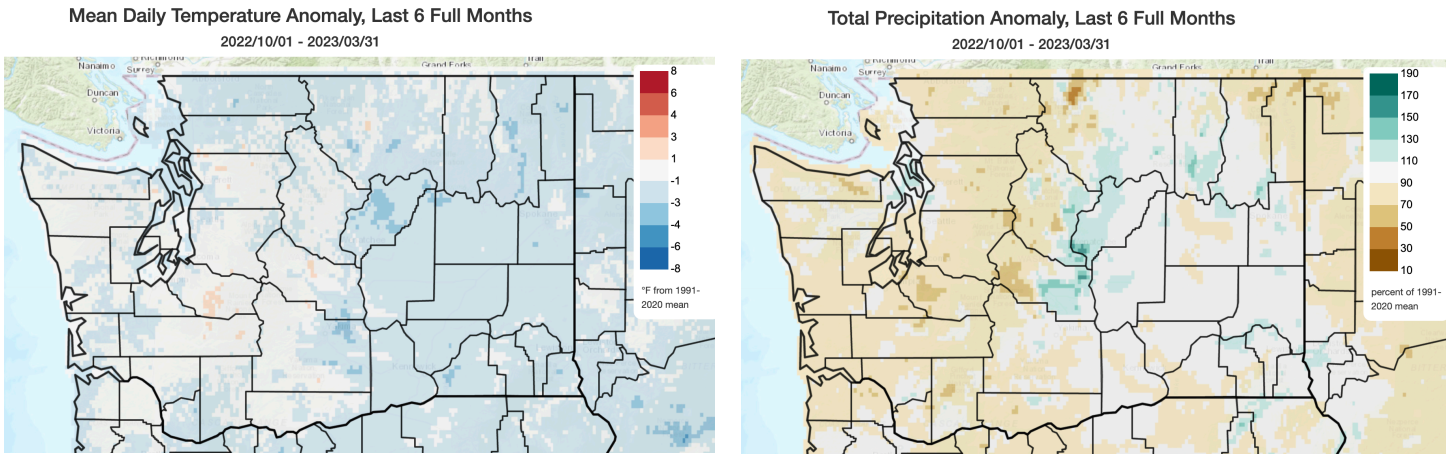 Mean Daily Temperature Anomaly, Last 6 Full Months
2022/10/01 - 2023/03/31
Nanaimo
Richmond
Surrey
Duncan
Victoria
Grand Forks
Trail
8
6
4
3
1
-1
-3
-4
-6
-8
°F from 1991-
2020 mean
Total Precipitation Anomaly, Last 6 Full Months
2022/10/01 - 2023/03/31
Nanaimo
Richmond
Surrey
Duncan
Victoria
Grand Forks
Trail
190
170
150
130
110
90
70
50
30
10
percent of 1991-
2020 mean